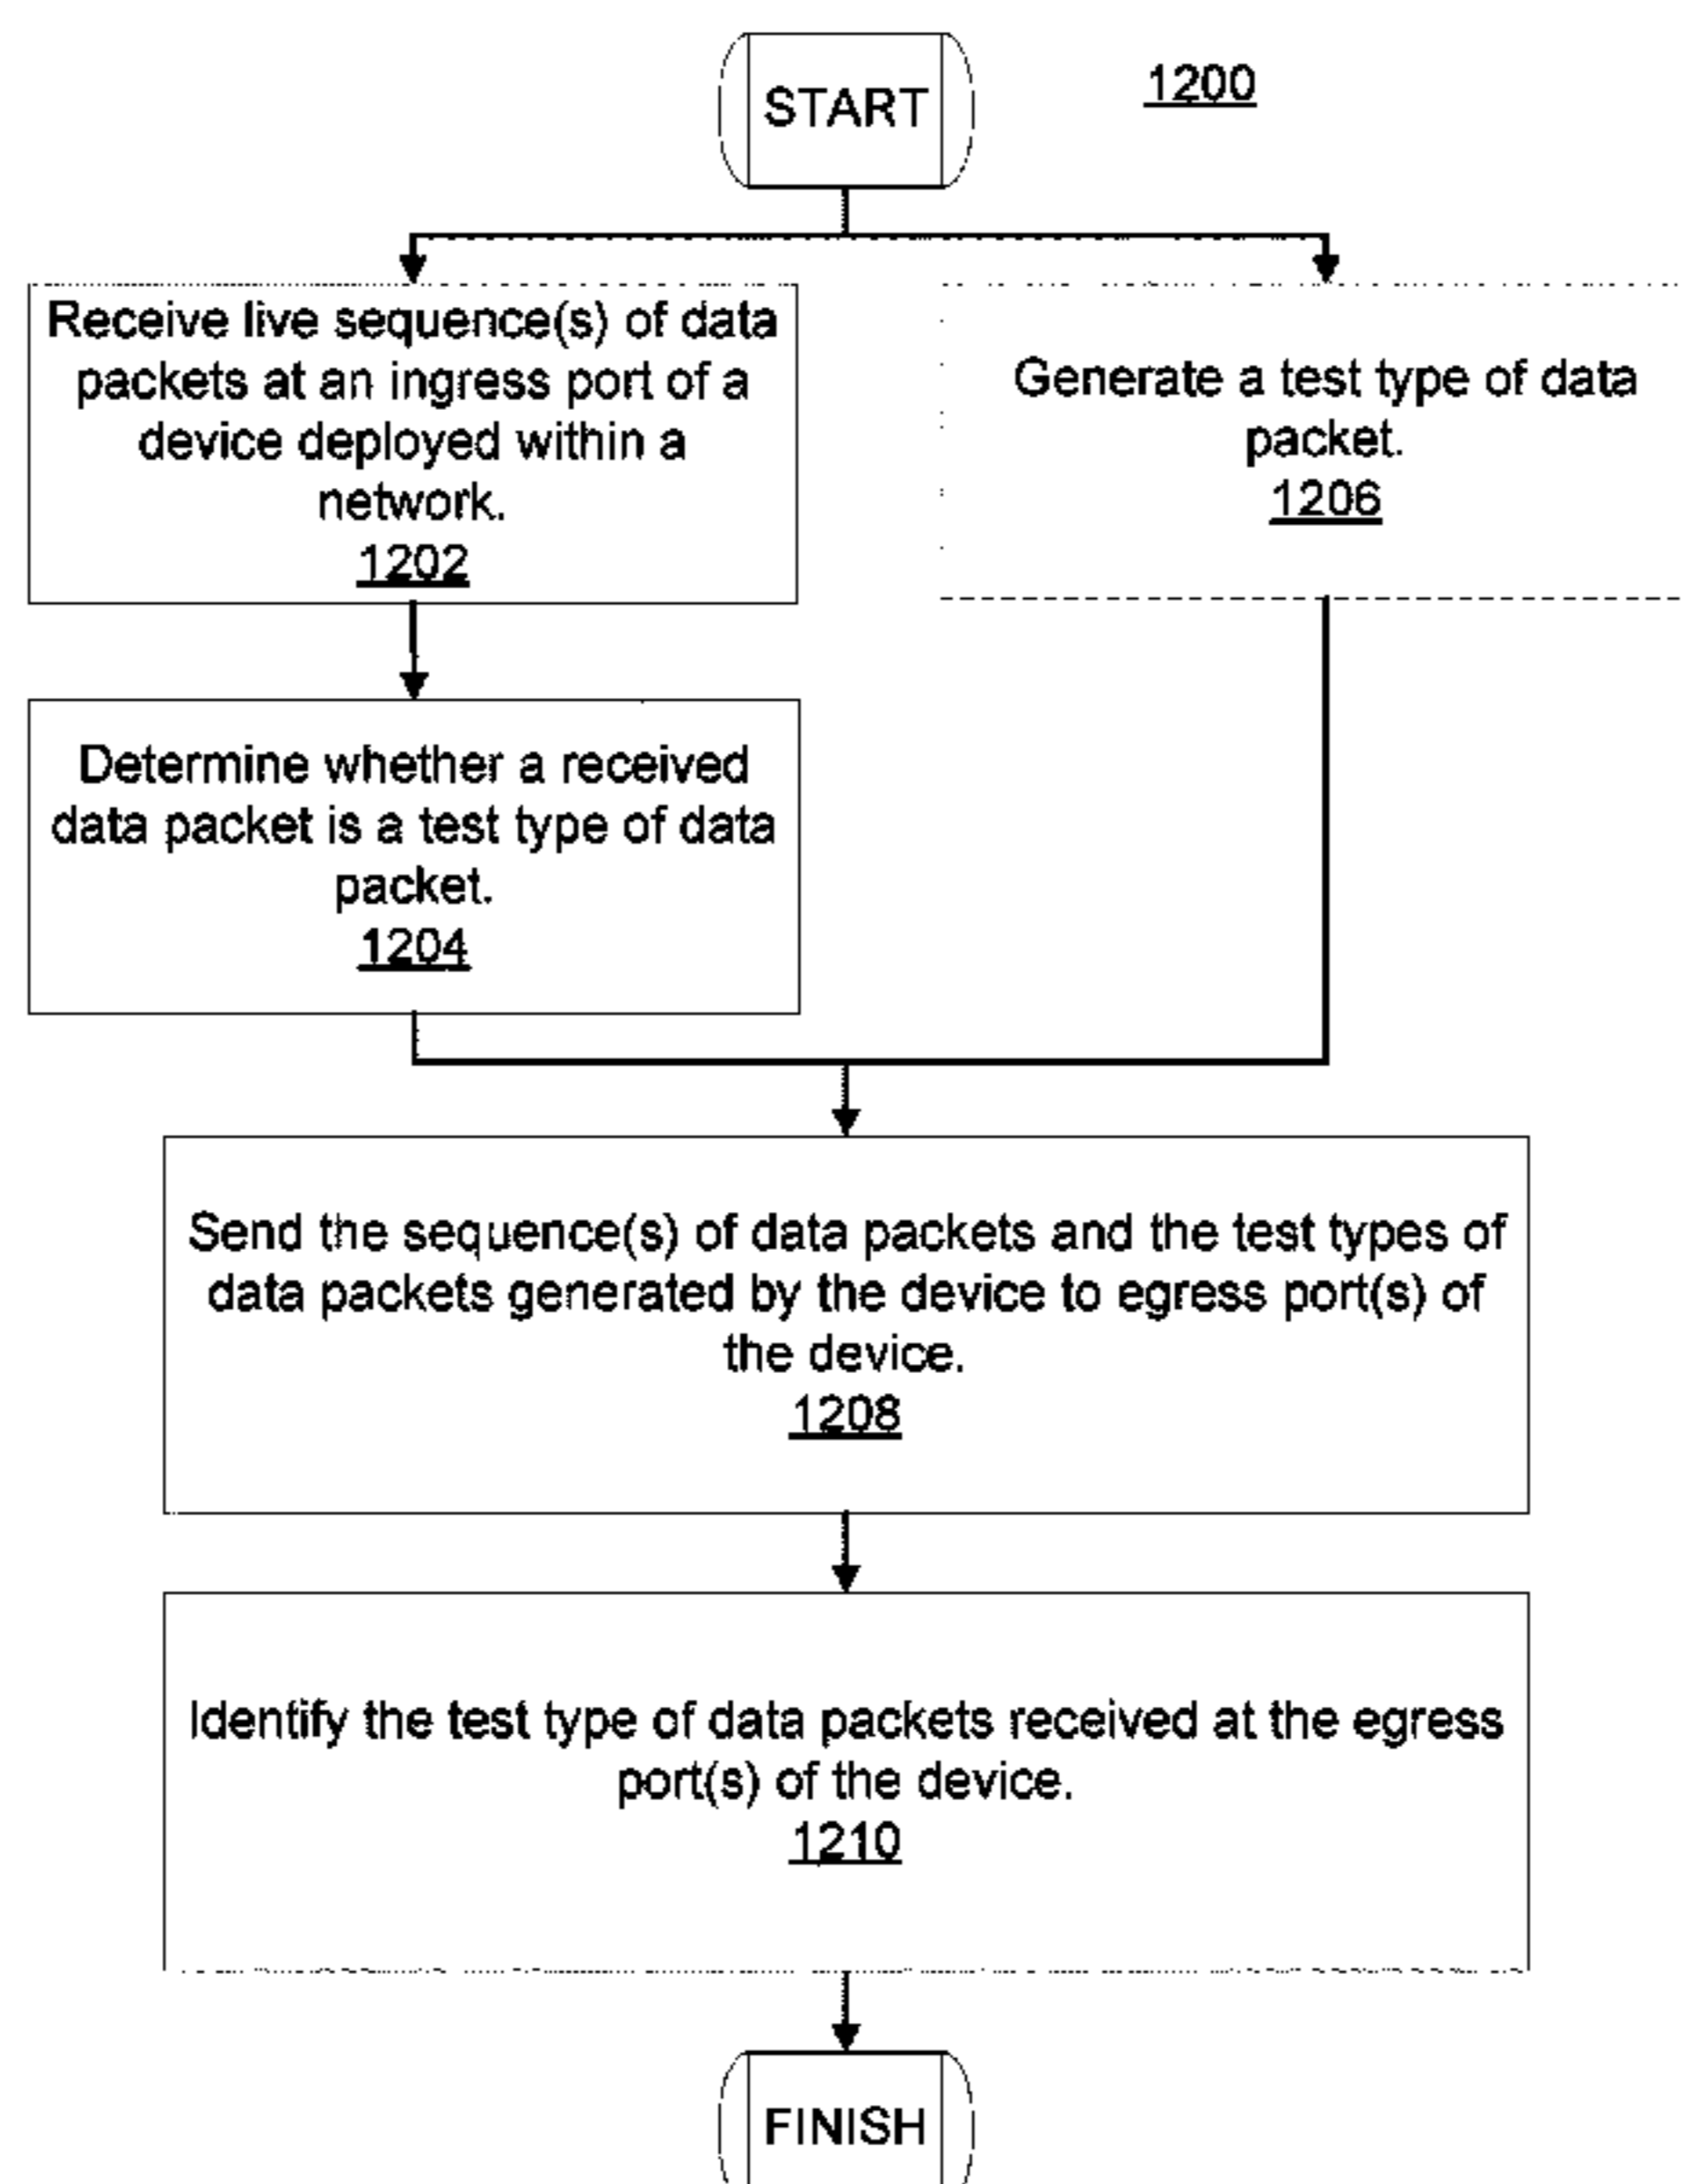 START
1200
Receive live sequence(s) of data
packets at an ingress port of a
device deployed within a
network.
1202
Generate a test type of data
packet.
1206
Determine whether a received
data packet is a test type of data
packet.
1204
Send the sequence(s) of data packets and the test types of
data packets generated by the device to egress port(s) of
the device.
1208
Identify the test type of data packets received at the egress
port(s) of the device.
1210
FINISH